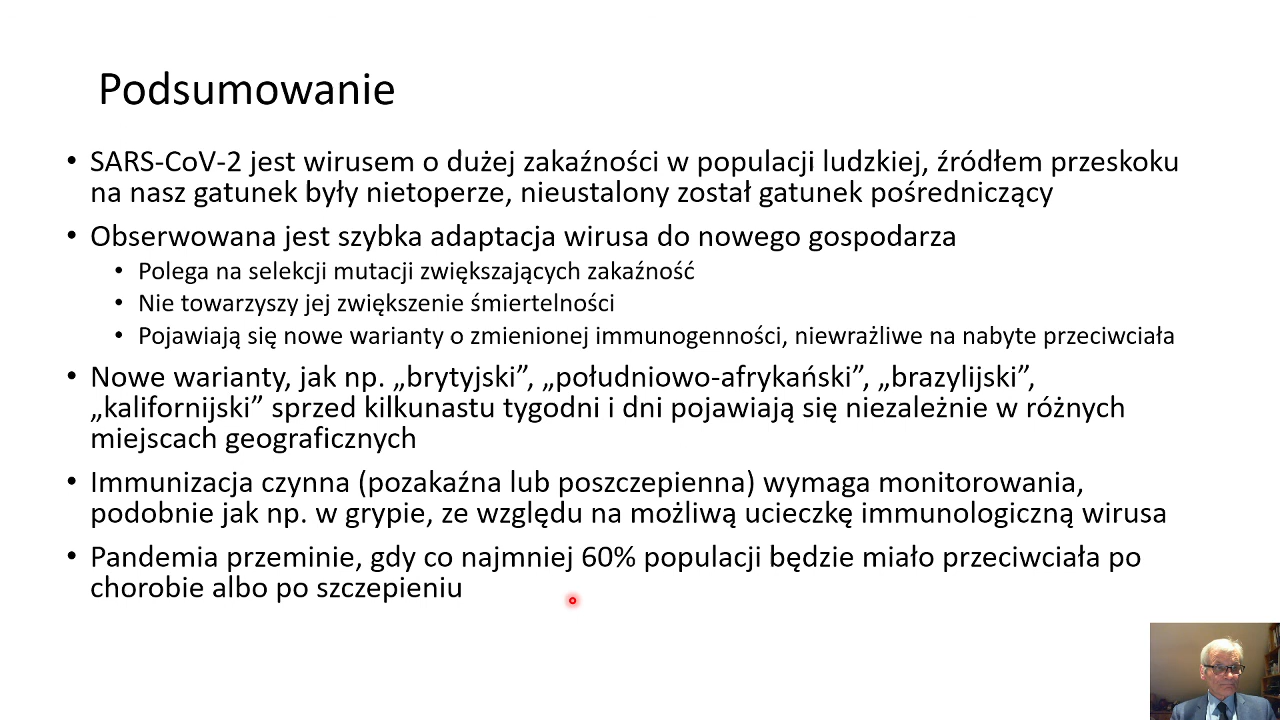 Podsumowanie
• SARS-CoV-2 jest wirusem o dużej zakaźności w populacji ludzkiej, źródłem przeskoku
na nasz gatunek były nietoperze, nieustalony został gatunek pośredniczący
• Obserwowana jest szybka adaptacja wirusa do nowego gospodarza
• Polega na selekcji mutacji zwiększających zakaźność
• Nie towarzyszy jej zwiększenie śmiertelności
• Pojawiają się nowe warianty o zmienionej immunogenności, niewrażliwe na nabyte przeciwciała
• Nowe warianty, jak np. „brytyjski”, „południowo-afrykański”, „brazylijski”,
„kalifornijski” sprzed kilkunastu tygodni i dni pojawiają się niezależnie w różnych
miejscach geograficznych
• Immunizacja czynna (pozakaźna lub poszczepienna) wymaga monitorowania,
podobnie jak np. w grypie, ze względu na możliwą ucieczkę immunologiczną wirusa
• Pandemia przeminie, gdy co najmniej 60% populacji będzie miało przeciwciała po
chorobie albo po szczepieniu